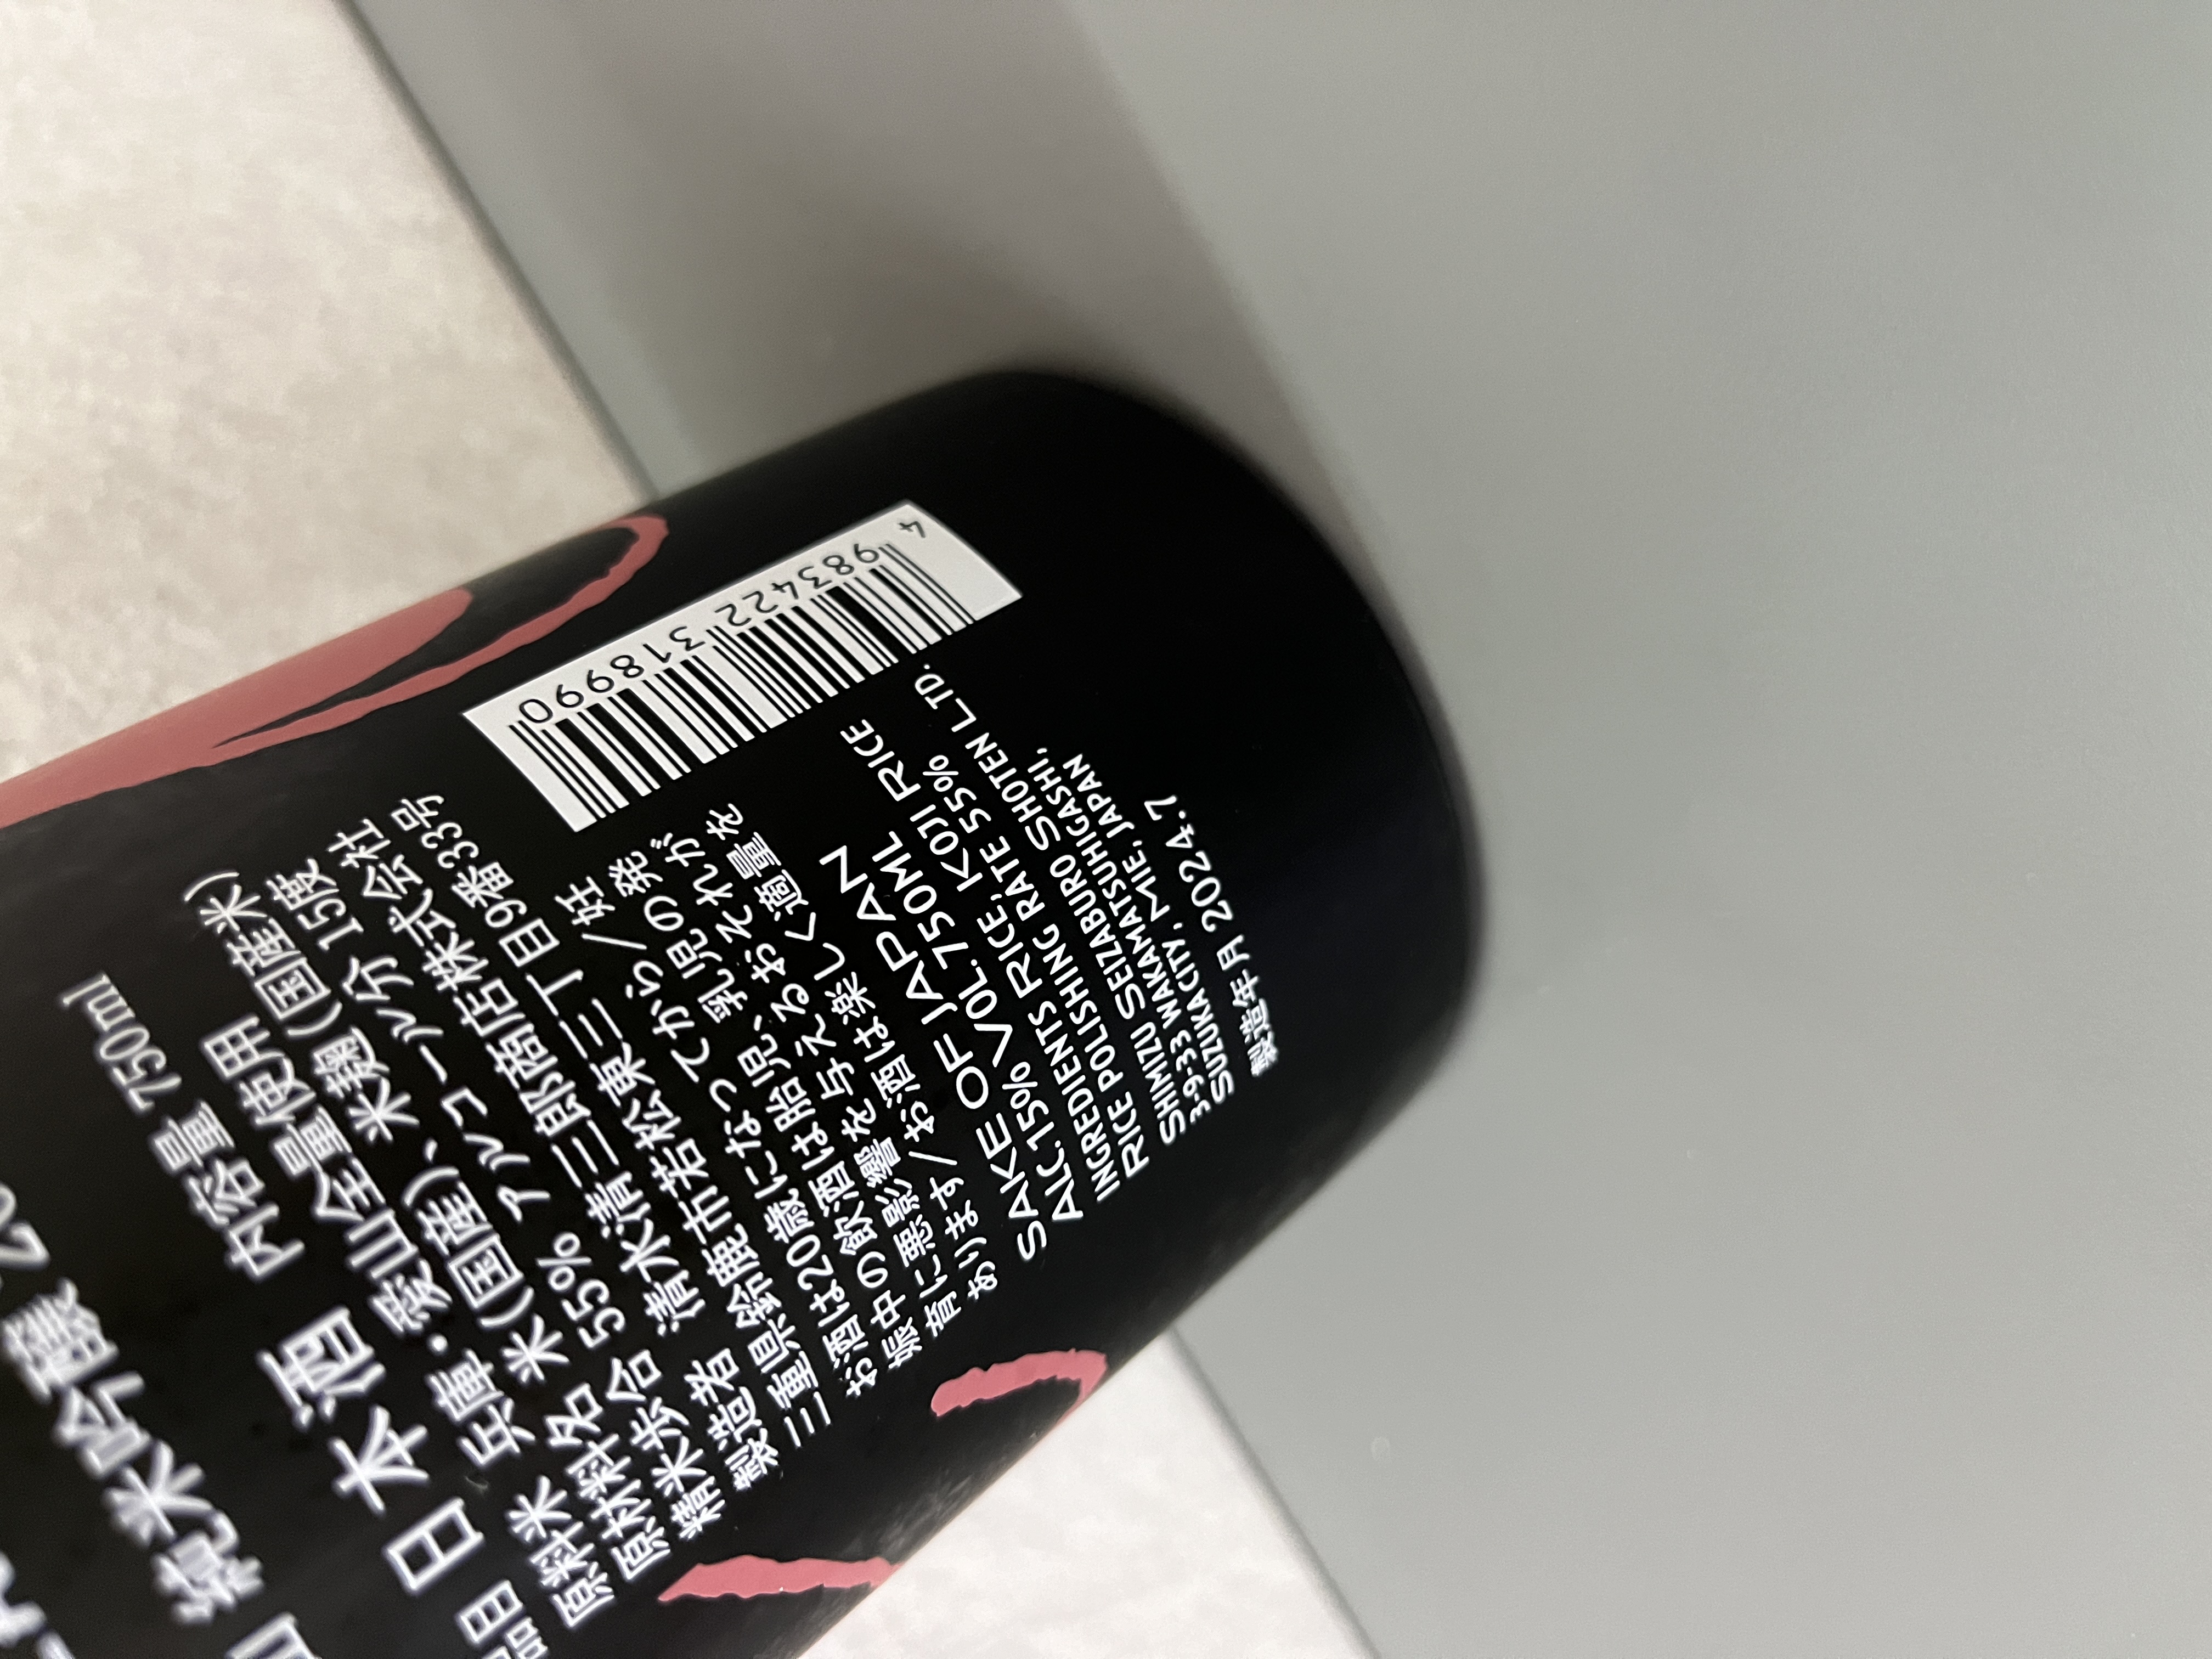 純米吟醸
内容量 750ml
品目 日本酒
原料米 兵庫・愛山全量使用
原材料名 米(国産)、米麹(国産米)
精米歩合 55% アルコール分 15度
製造者 清水清三郎商店株式会社
三重県鈴鹿市若松東三丁目9番33号
お酒は20歳になってから/妊
娠中の飲酒は胎児、乳児の発
育に悪影響を与えるおそれが
あります/お酒は楽しく適量を
SAKE OF JAPAN
ALC.15% VOL.750ML
INGREDIENTS RICE, KOJI RICE
RICE POLISHING RATE 55%
SHIMIZU SEIZABURO SHOTEN LTD.
3-9-33 WAKAMATSUHIGASHI,
SUZUKA CITY, MIE, JAPAN
製造年月 2024.7
4 983422 318990